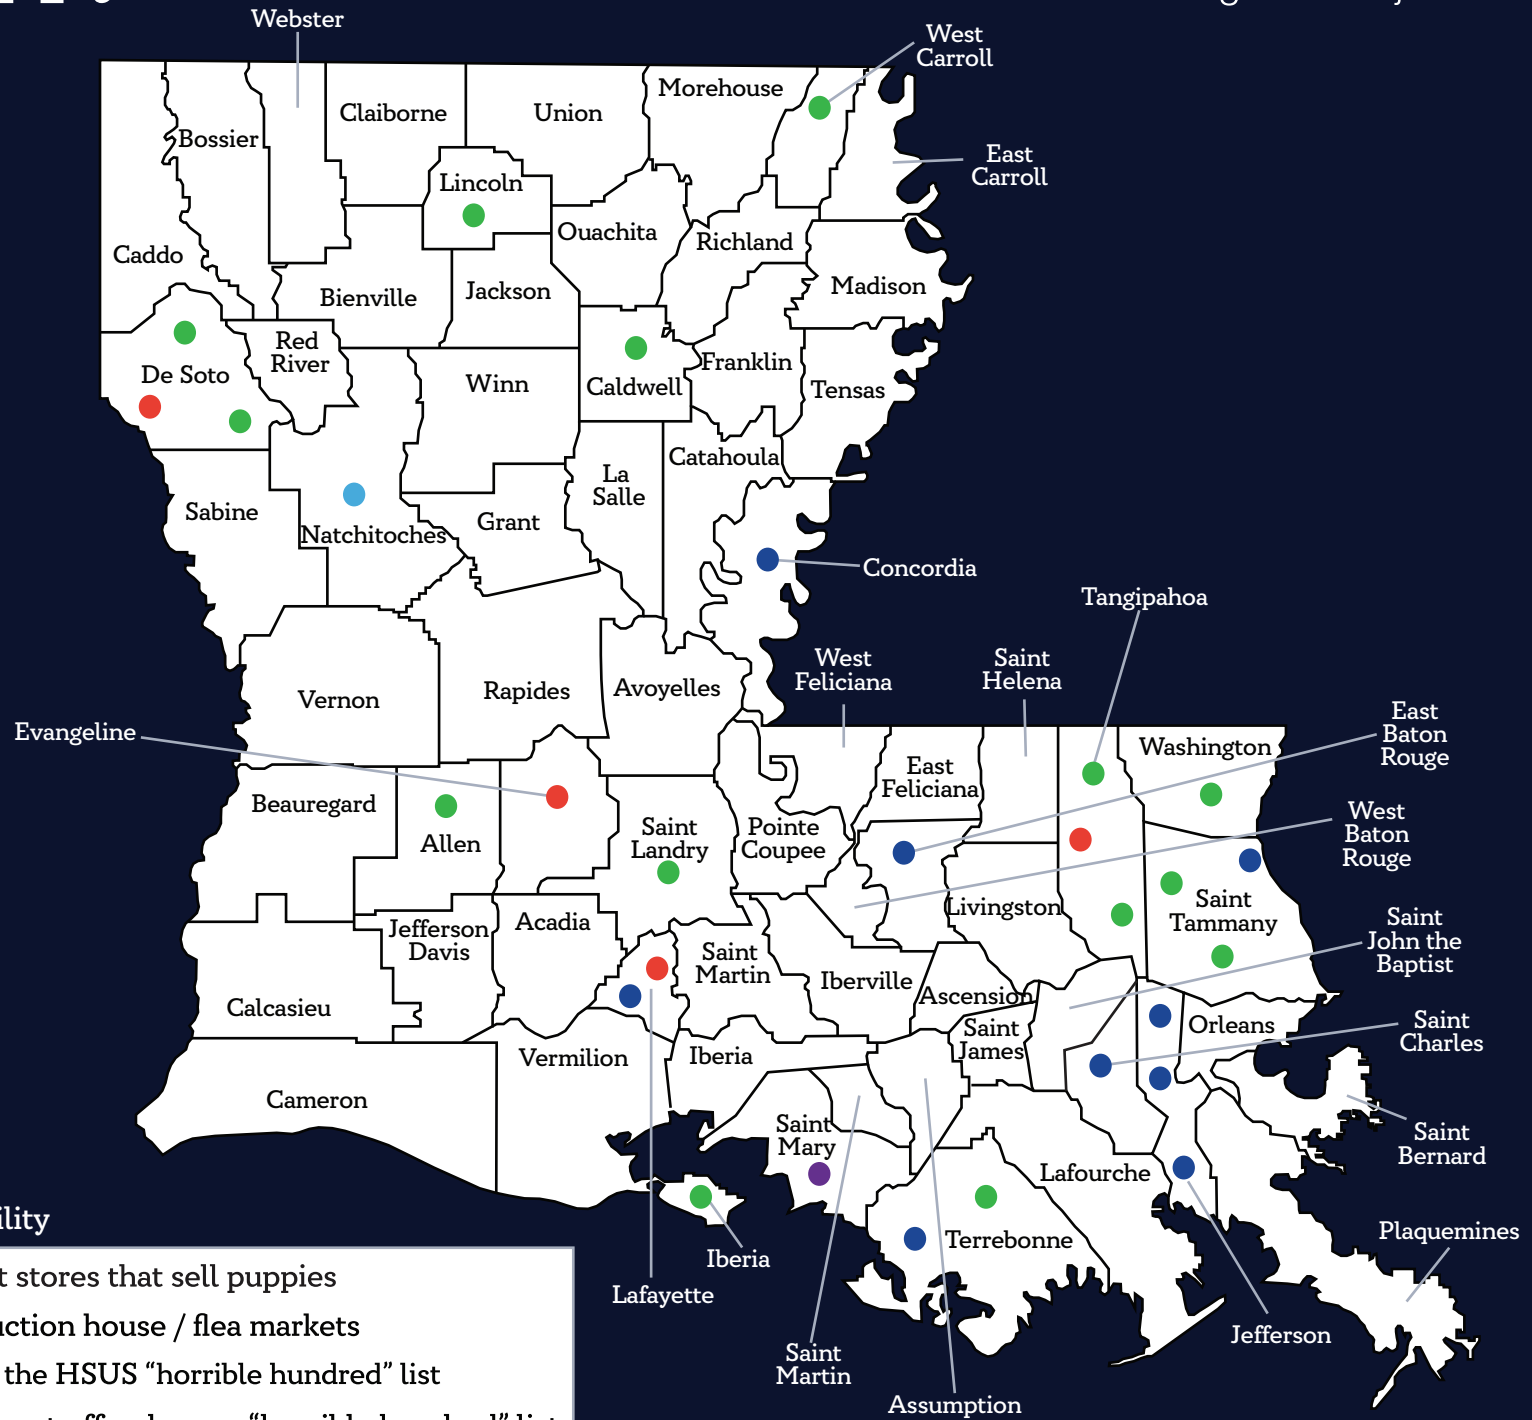 Webster
West
Carroll
Morehouse
Claiborne
Union
Bossier
East
Carroll
Lincoln
Ouachita
Richland
Caddo
Madison
Bienville
Jackson
Red
River
Franklin
De Soto
Winn
Caldwell
Tensas
Catahoula
La
Salle
Sabine
Grant
Natchitoches
Concordia
Tangipahoa
West
Feliciana
Saint
Helena
Vernon
Rapides
Avoyelles
Evangeline
East
Baton
Rouge
Washington
East
Feliciana
Beauregard
West
Baton
Rouge
Allen
Saint
Landry
Pointe
Coupee
Livingston
Saint
Tammany
Jefferson
Davis
Acadia
Saint
John the
Baptist
Saint
Martin
Iberville
Ascension
Calcasieu
Orleans
Saint
James
Saint
Charles
Vermilion
Iberia
Cameron
Saint
Mary
Saint
Bernard
Lafourche
Terrebonne
Plaquemines
Iberia
Lafayette
Jefferson
Saint
Martin
Assumption
stores that sell puppies
house / flea markets
the HSUS “horrible hundred” list